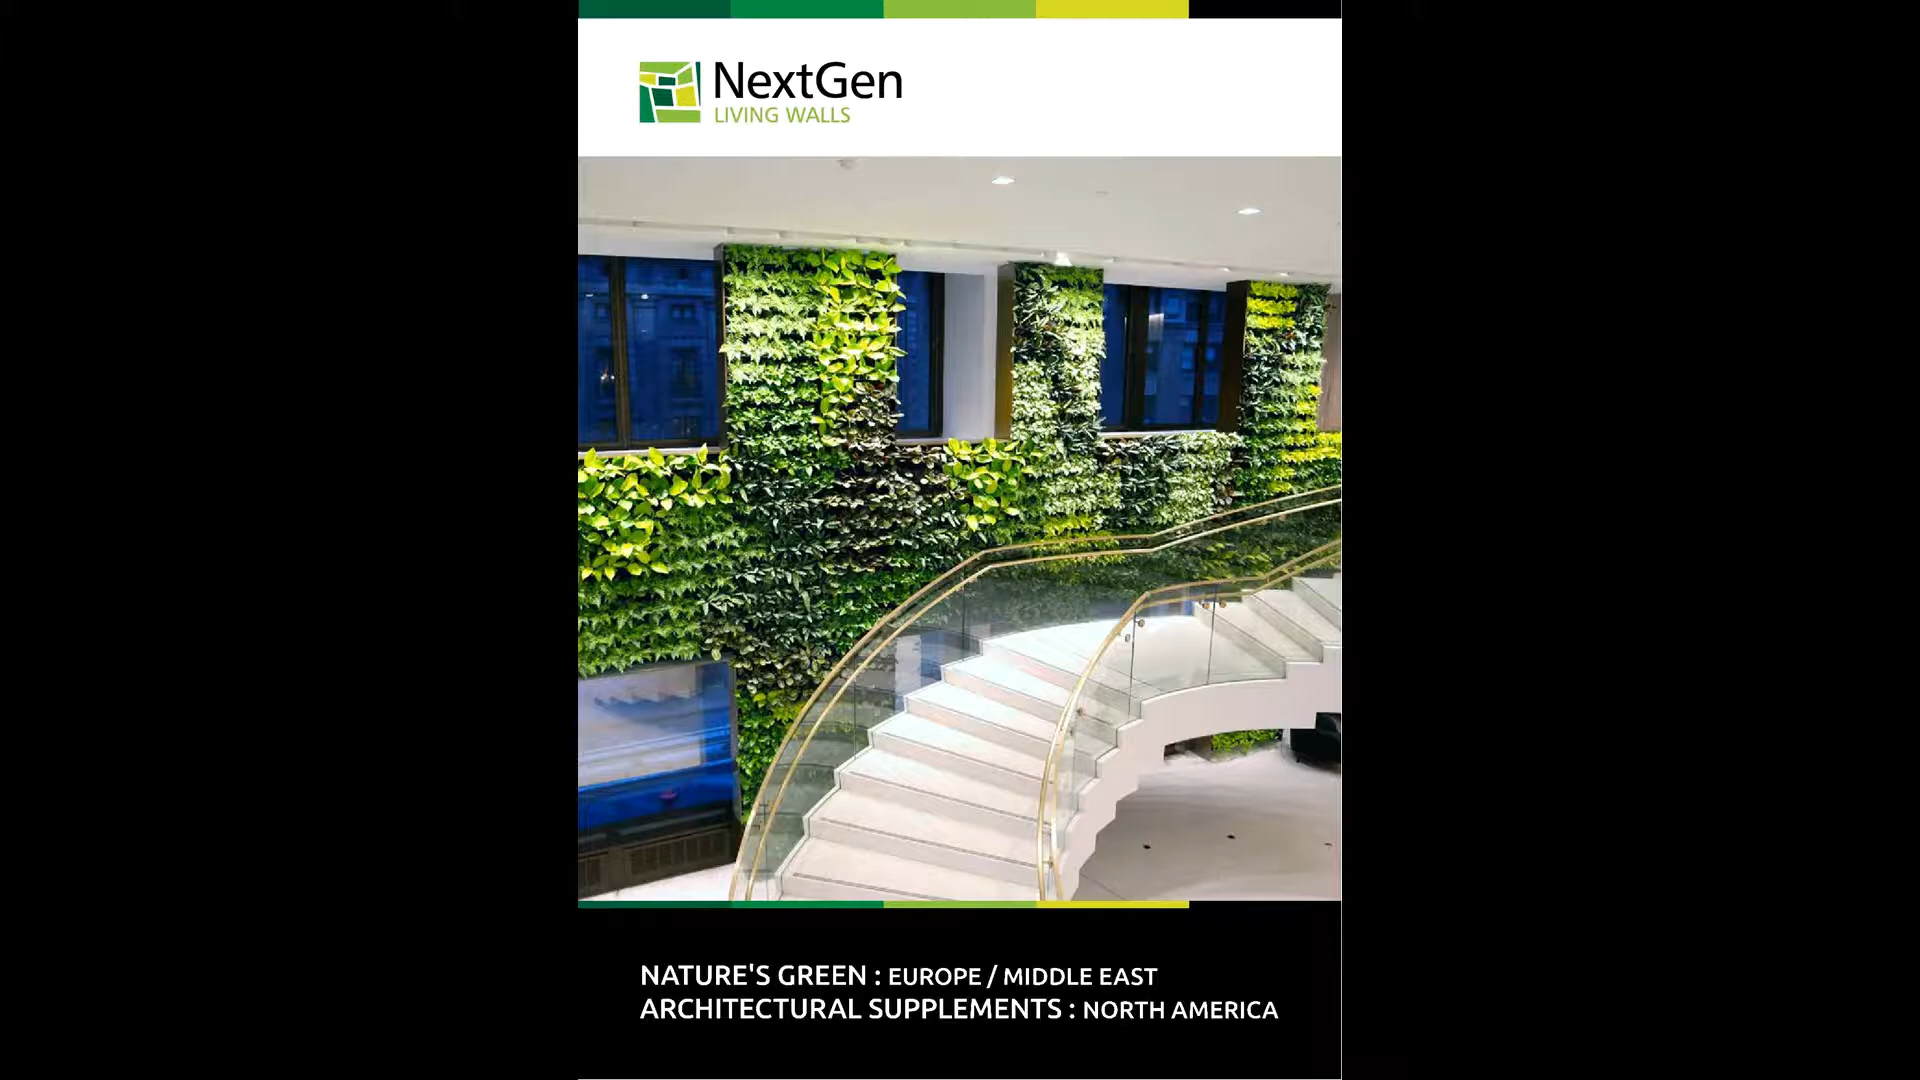 NextGen
LIVING WALLS
NATURE'S GREEN : EUROPE / MIDDLE EAST
ARCHITECTURAL SUPPLEMENTS : NORTH AMERICA